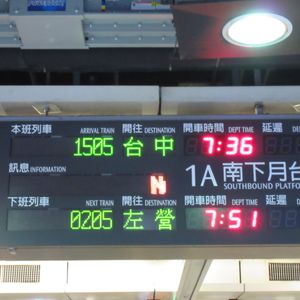 本班列車 ARRIVAL TRAIN 開往 DESTINATION 開車時間 DEPT TIME 延遲
1505 台中 7:36
訊息 INFORMATION
N 1A 南下月台
SOUTHBOUND PLATFO
下班列車 NEXT TRAIN 開往 DESTINATION 開車時間 DEPT TIME 延遲
0205 左營 7:51